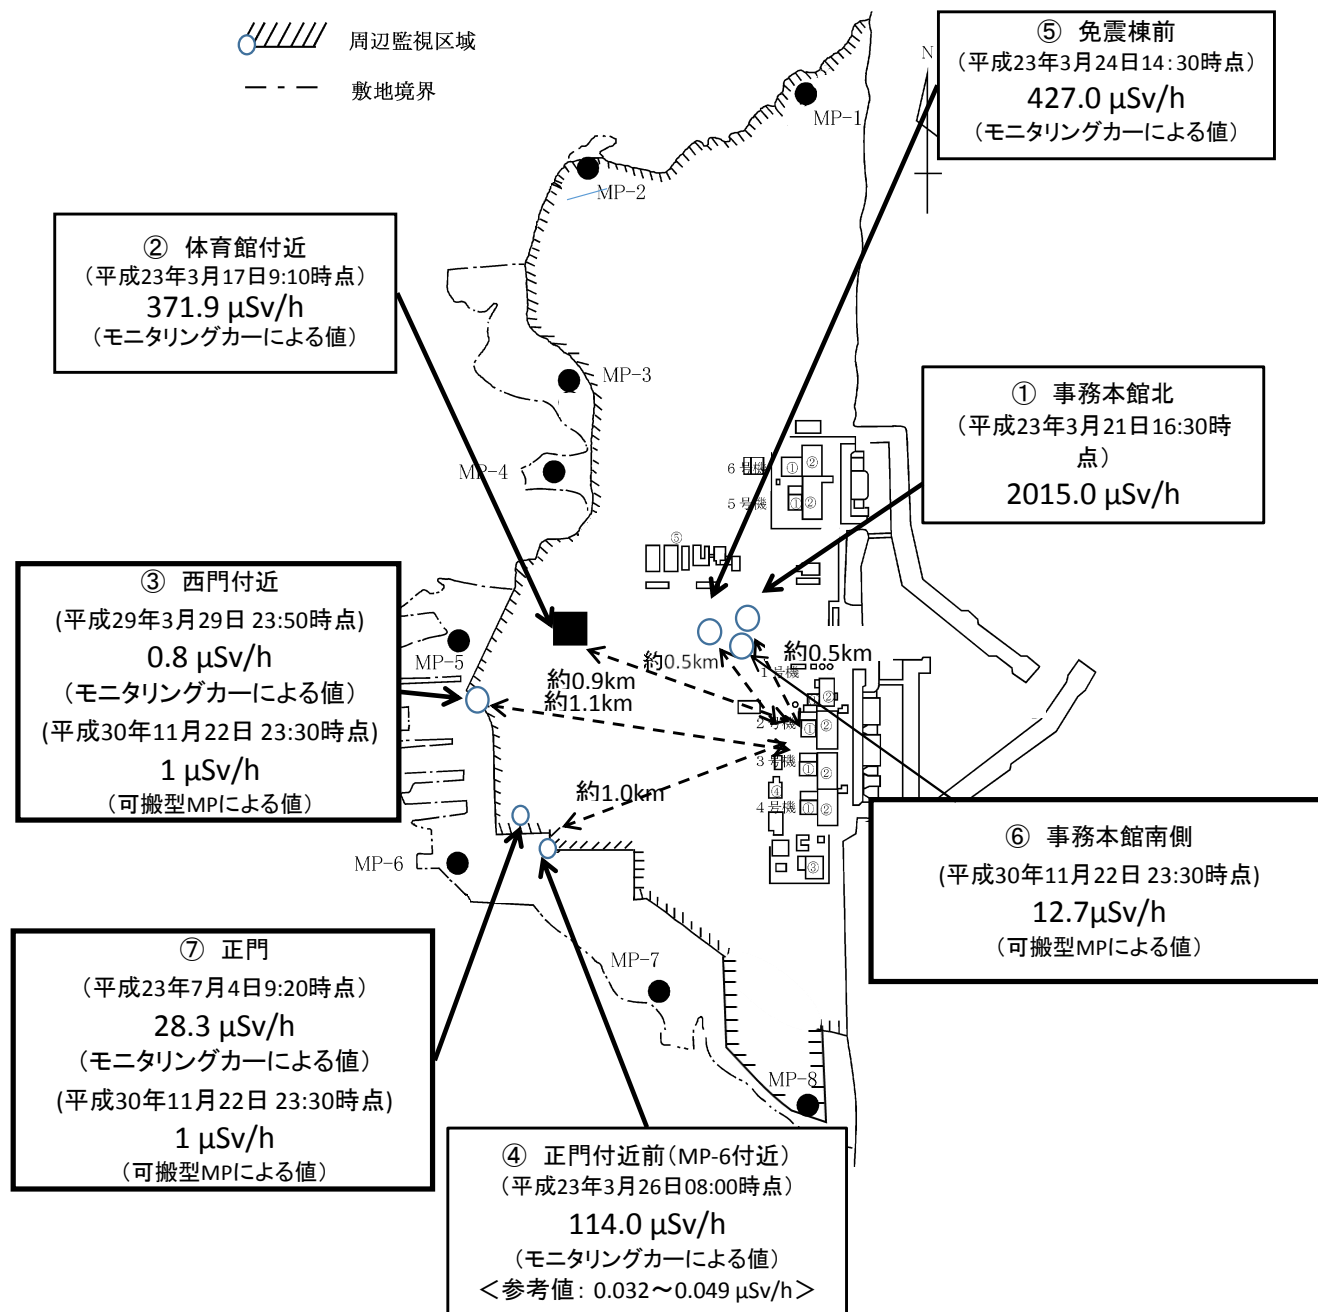 周辺監視区域
敷地境界
⑤ 免震棟前
（平成23年3月24日14:30時点）
427.0 μSv/h
（モニタリングカーによる値）
N
MP-1
MP-2
② 体育館付近
（平成23年3月17日9:10時点）
371.9 μSv/h
（モニタリングカーによる値）
MP-3
① 事務本館北
（平成23年3月21日16:30時
点）
2015.0 μSv/h
MP-4
6号機
①
②
5号機
①
②
⑤
③ 西門付近
(平成29年3月29日 23:50時点)
0.8 μSv/h
（モニタリングカーによる値）
(平成30年11月22日 23:30時点)
1 μSv/h
（可搬型MPによる値）
MP-5
約0.5km
約0.5km
約0.9km
約1.1km
1号機
②
2号機
①
②
3号機
①
②
約1.0km
④
4号機
①
②
③
MP-6
⑥ 事務本館南側
(平成30年11月22日 23:30時点)
12.7μSv/h
（可搬型MPによる値）
⑦ 正門
（平成23年7月4日9:20時点）
28.3 μSv/h
（モニタリングカーによる値）
(平成30年11月22日 23:30時点)
1 μSv/h
（可搬型MPによる値）
MP-7
MP-8
④ 正門付近前（MP-6付近）
（平成23年3月26日08:00時点）
114.0 μSv/h
（モニタリングカーによる値）
＜参考値: 0.032～0.049 μSv/h＞